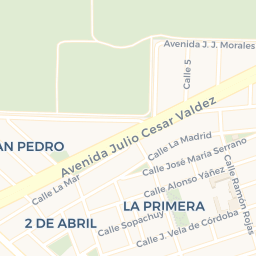 Avenida J. J. Morales
Calle 5
Avenida Julio Cesar Valdez
AN PEDRO
Calle La Madrid
Calle José María Serrano
Calle La Mar
Calle Alonso Yáñez
Calle Ramón Rojas
LA PRIMERA
2 DE ABRIL
Calle Sopachuy
Calle J. Vela de Córdoba